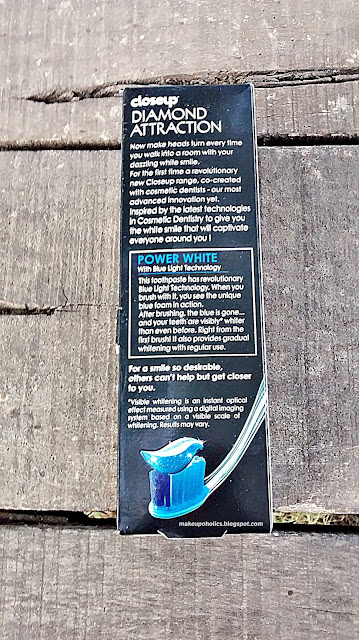 closeup
DIAMOND
ATTRACTION
Now make heads turn every time
you walk into a room with your
dazzling white smile.
For the first time a revolutionary
new Closeup range, co-created
with cosmetic dentists - our most
advanced innovation yet.
Inspired by the latest technologies
in Cosmetic Dentistry to give you
the white smile that will captivate
everyone around you !
POWER WHITE
With Blue Light Technology
This toothpaste has revolutionary
Blue Light Technology. When you
brush with it, you see the unique
blue foam in action.
After brushing, the blue is gone...
and your teeth are visibly* whiter
than even before. Right from the
first brush! It also provides gradual
whitening with regular use.
For a smile so desirable,
others can't help but get closer
to you.
*Visible whitening is an instant optical
effect measured using a digital imaging
system based on a visible scale of
whitening. Results may vary.
makeupaholics.blogspot.com